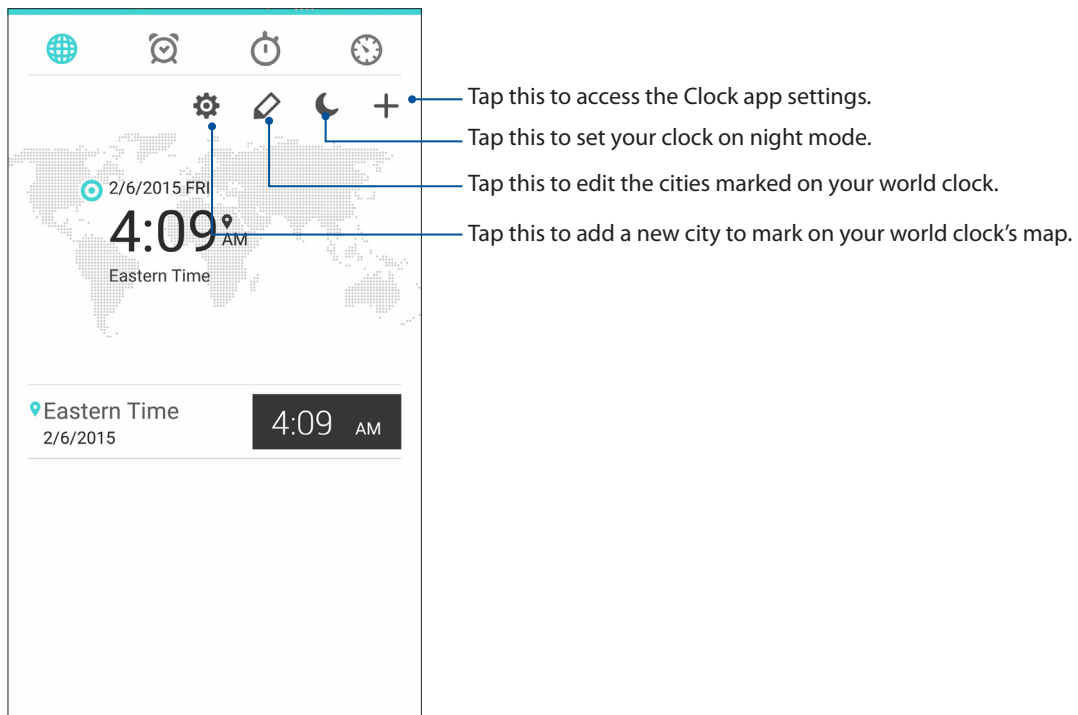 Tap this to access the Clock app settings.
Tap this to set your clock on night mode.
Tap this to edit the cities marked on your world clock.
Tap this to add a new city to mark on your world clock’s map.
2/6/2015 FRI
4:09 AM
Eastern Time
Eastern Time
2/6/2015
4:09 AM